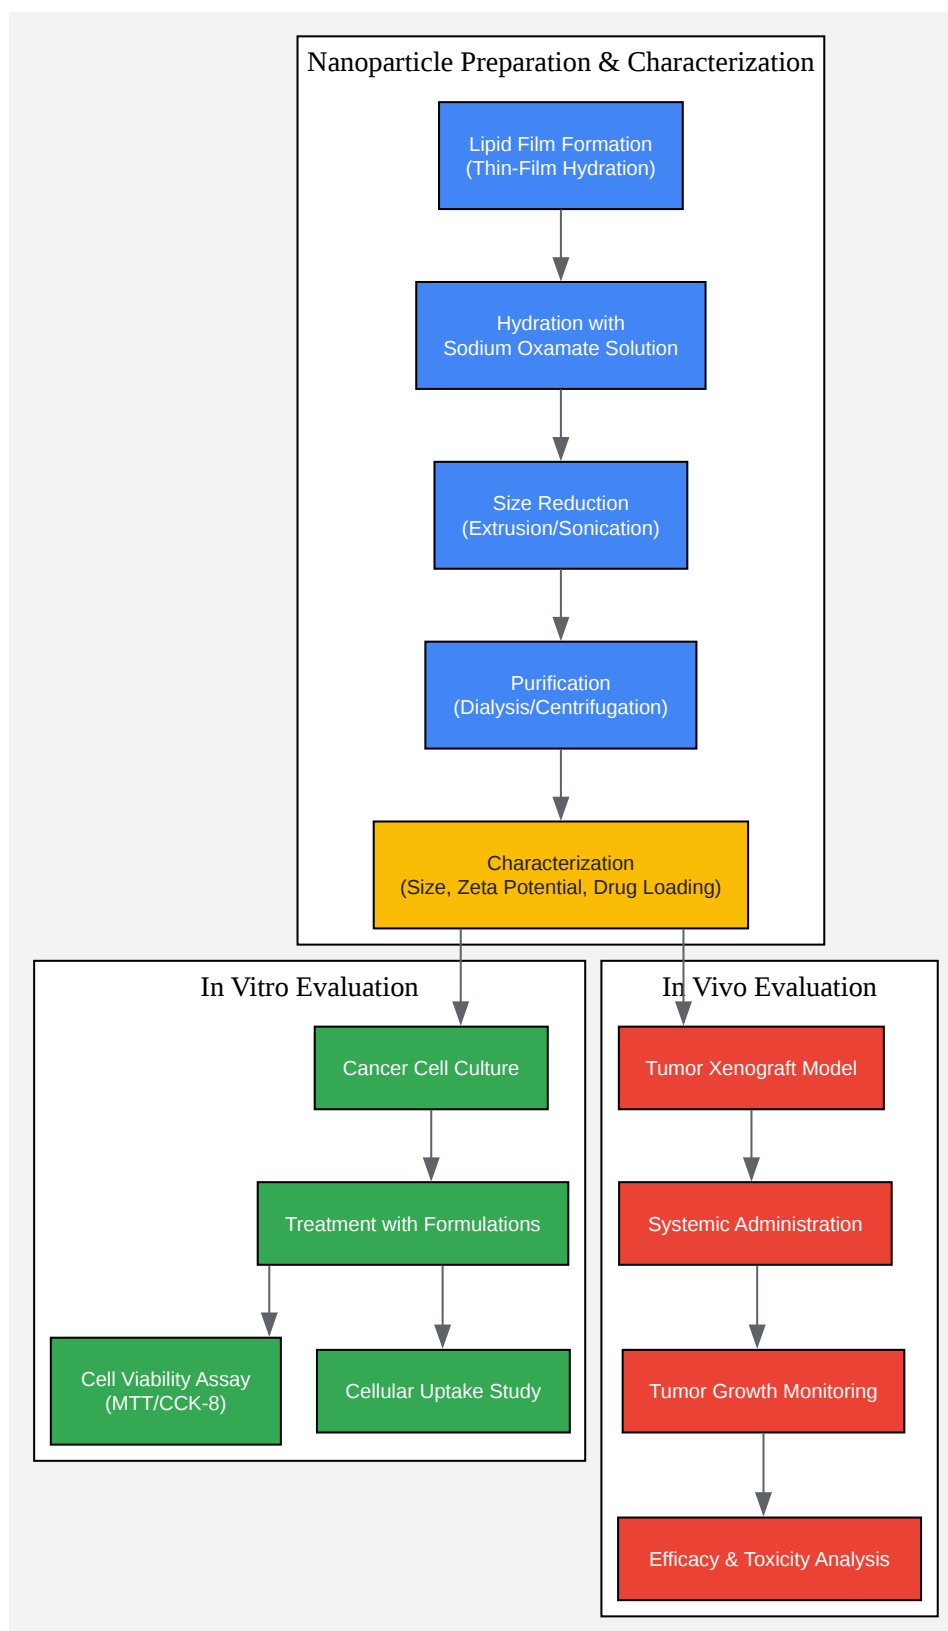 Nanoparticle Preparation & Characterization
Lipid Film Formation
(Thin-Film Hydration)
Hydration with
Sodium Oxamate Solution
Size Reduction
(Extrusion/Sonication)
Purification
(Dialysis/Centrifugation)
Characterization
(Size, Zeta Potential, Drug Loading)
In Vitro Evaluation
Cancer Cell Culture
Treatment with Formulations
Cell Viability Assay
(MTT/CCK-8)
Cellular Uptake Study
In Vivo Evaluation
Tumor Xenograft Model
Systemic Administration
Tumor Growth Monitoring
Efficacy & Toxicity Analysis